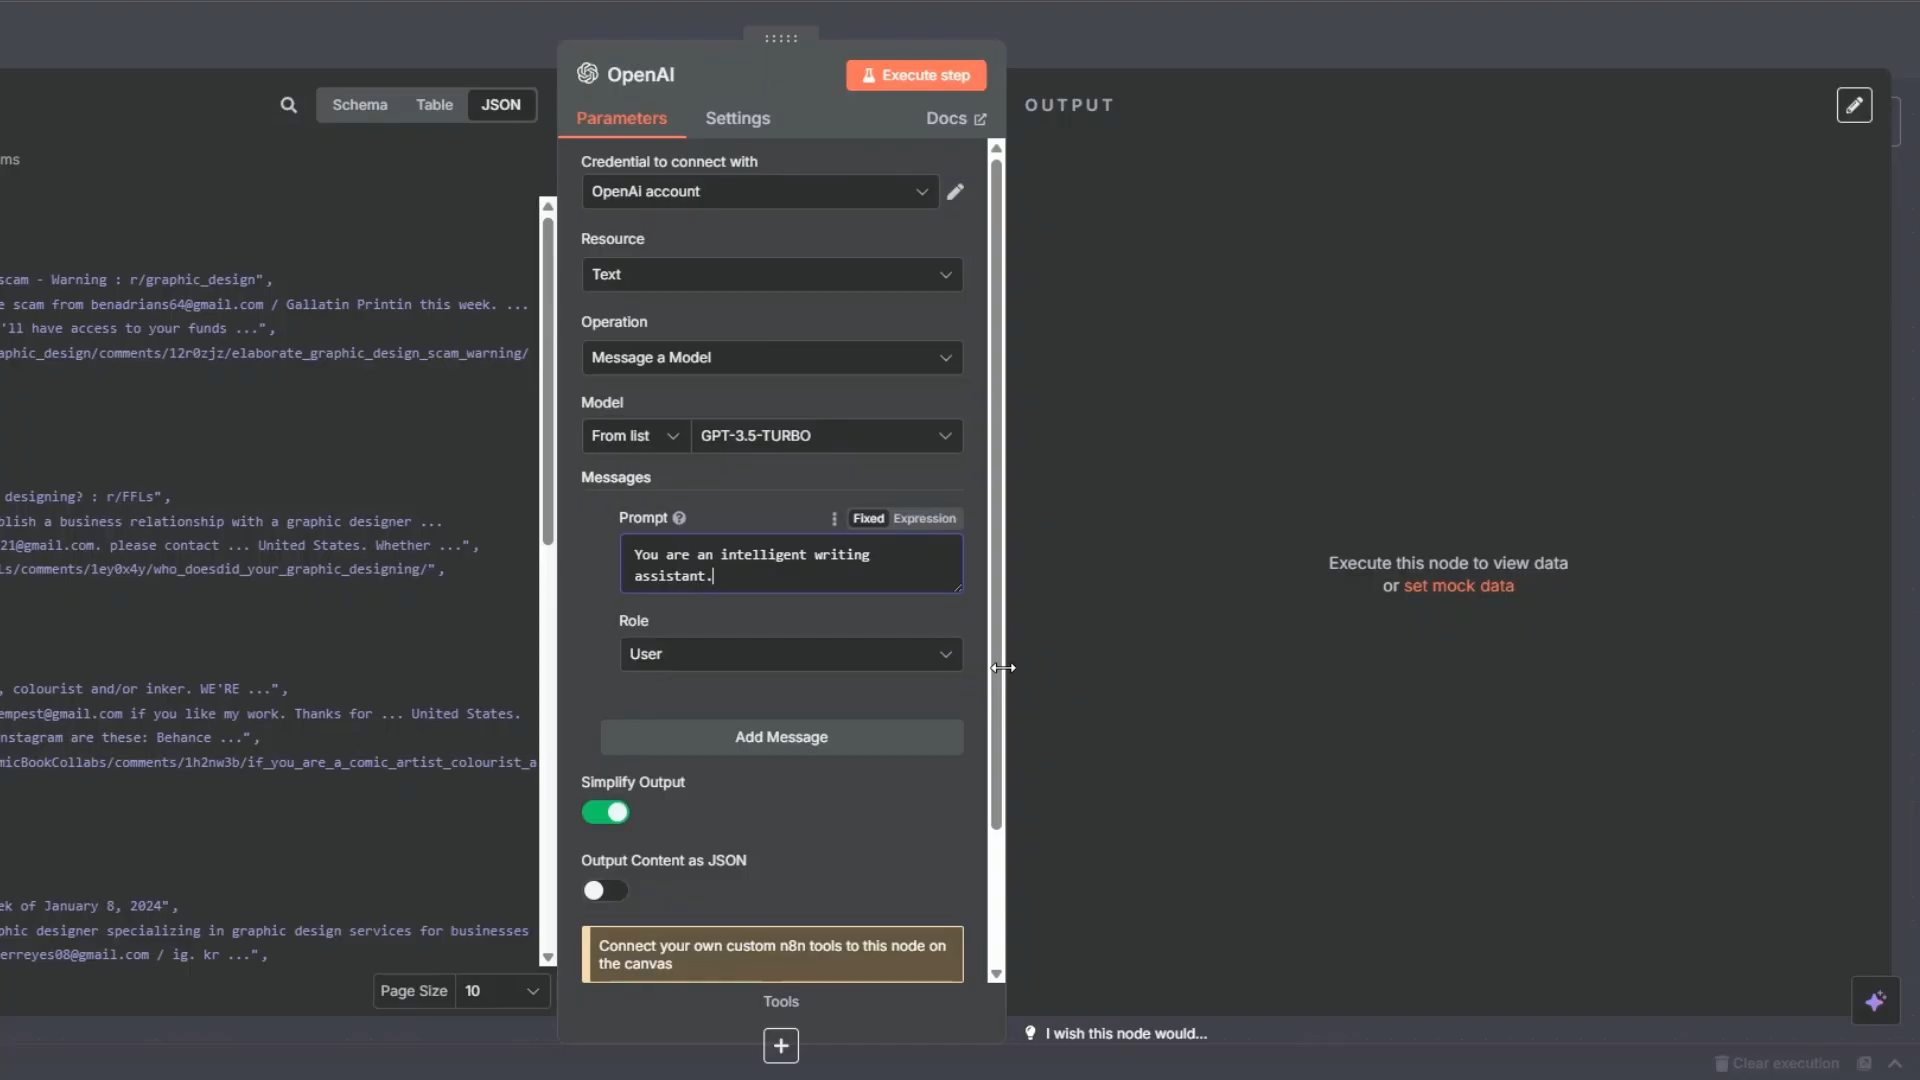 OpenAI
Execute step
Schema
Table
JSON
Parameters
Settings
Docs
OUTPUT
ms
Credential to connect with
OpenAi account
Resource
Text
scam - Warning : r/graphic_design",
e scam from benadrians64@gmail.com / Gallatin Printin this week. ...
'll have access to your funds ...",
aphic_design/comments/12r0zjz/elaborate_graphic_design_scam_warning/
Operation
Message a Model
Model
From list
GPT-3.5-TURBO
Messages
designing? : r/FFLs",
blish a business relationship with a graphic designer ...
21@gmail.com. please contact ... United States. Whether ...",
Ls/comments/1ey0x4y/who_doesdid_your_graphic_designing/",
Prompt
Fixed
Expression
You are an intelligent writing
assistant.
Execute this node to view data
or set mock data
Role
User
, colourist and/or inker. WE'RE ...",
empest@gmail.com if you like my work. Thanks for ... United States.
nstagram are these: Behance ...",
micBookCollabs/comments/1h2nw3b/if_you_are_a_comic_artist_colourist_a
Add Message
Simplify Output
Output Content as JSON
ek of January 8, 2024",
phic designer specializing in graphic design services for businesses
erreyes08@gmail.com / ig. kr ...",
Connect your own custom n8n tools to this node on
the canvas
Page Size
10
Tools
I wish this node would...
Clear execution